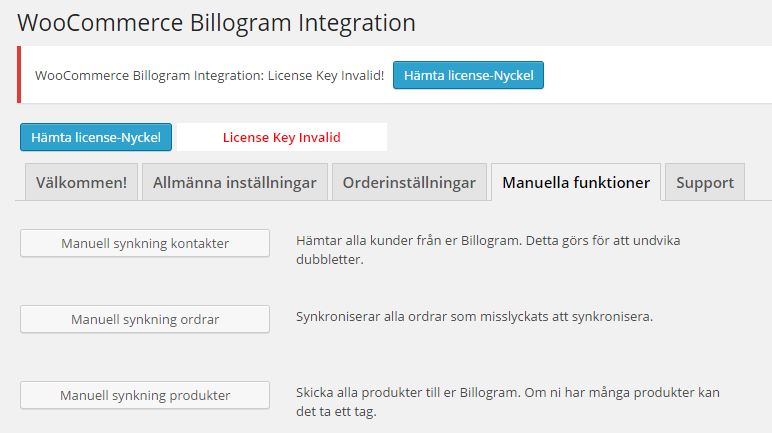 WooCommerce Billogram Integration
WooCommerce Billogram Integration: License Key Invalid! Hämta license-Nyckel
Hämta license-Nyckel License Key Invalid
Välkommen! Allmänna inställningar Orderinställningar Manuella funktioner Support
Manuell synkning kontakter Hämtar alla kunder från er Billogram. Detta görs för att undvika
dubbletter.
Manuell synkning ordrar Synkroniserar alla ordrar som misslyckats att synkronisera.
Manuell synkning produkter Skicka alla produkter till er Billogram. Om ni har många produkter kan
det ta ett tag.